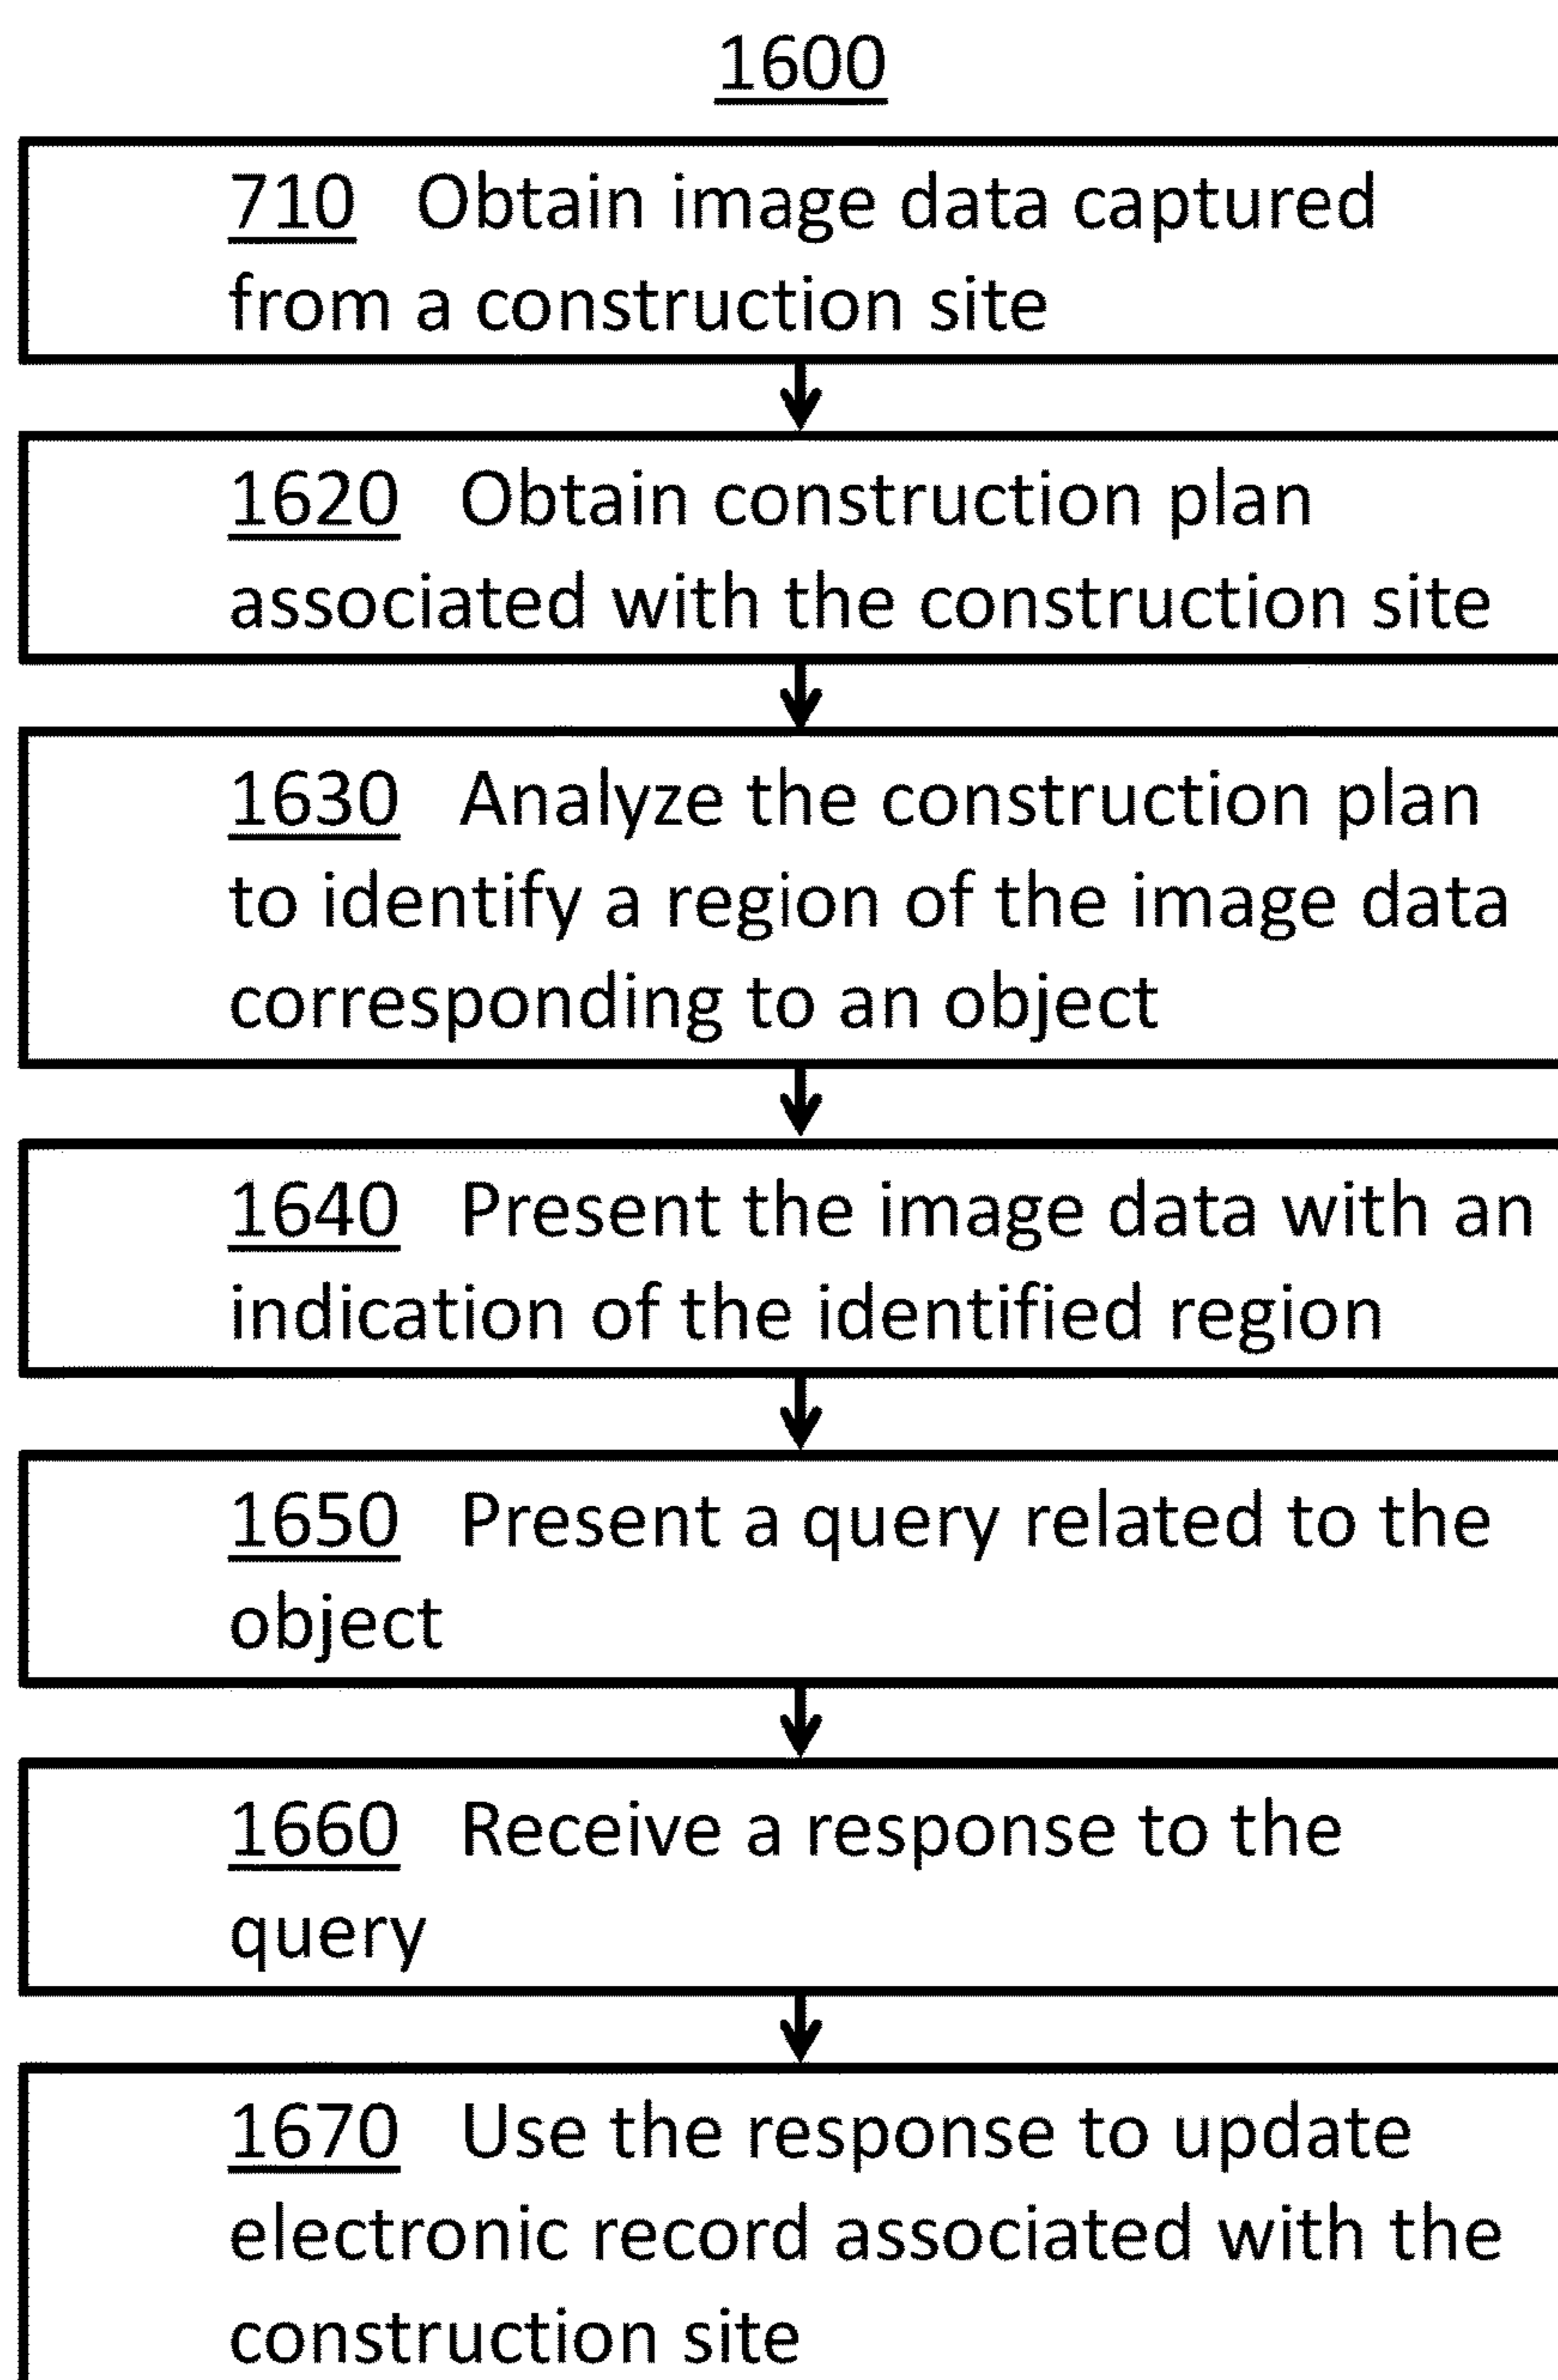 1600
710 Obtain image data captured
from a construction site
1620 Obtain construction plan
associated with the construction site
1630 Analyze the construction plan
to identify a region of the image data
corresponding to an object
1640 Present the image data with an
indication of the identified region
1650 Present a query related to the
object
1660 Receive a response to the
query
1670 Use the response to update
electronic record associated with the
construction site